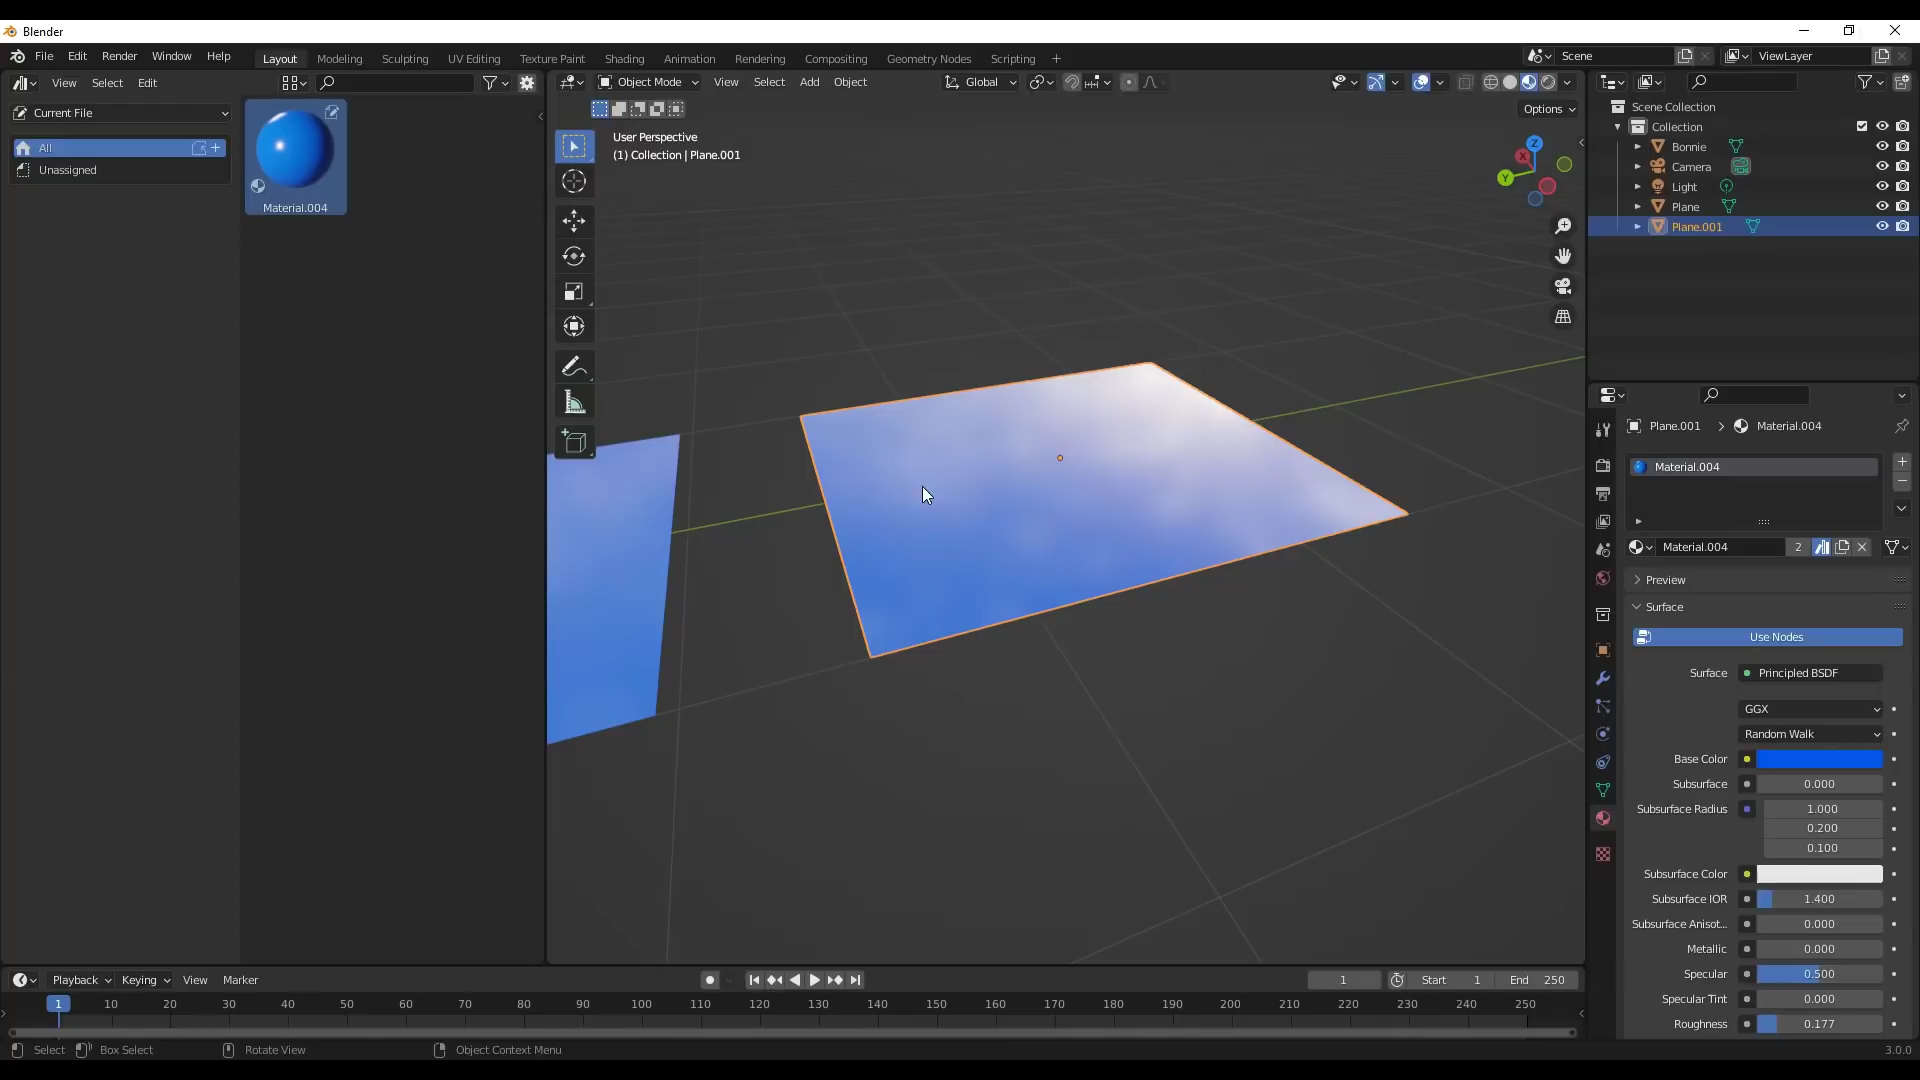 Blender
File Edit Render Window Help
Layout Modeling Sculpting UV Editing Texture Paint Shading Animation Rendering Compositing Geometry Nodes Scripting
Scene
ViewLayer
View Select Edit
Object Mode View Select Add Object
Global
Options
Current File
All
Unassigned
Material.004
User Perspective
(1) Collection | Plane.001
Z
X
Y
Scene Collection
Collection
Bonnie
Camera
Light
Plane
Plane.001
Plane.001 > Material.004
Material.004
Material.004 2
Preview
Surface
Use Nodes
Surface Principled BSDF
GGX
Random Walk
Base Color
Subsurface 0.000
Subsurface Radius 1.000
0.200
0.100
Subsurface Color
Subsurface IOR 1.400
Subsurface Anisot... 0.000
Metallic 0.000
Specular 0.500
Specular Tint 0.000
Roughness 0.177
Playback Keying View Marker
1 Start 1 End 250
1 10 20 30 40 50 60 70 80 90 100 110 120 130 140 150 160 170 180 190 200 210 220 230 240 250
Select Box Select Rotate View Object Context Menu
3.0.0